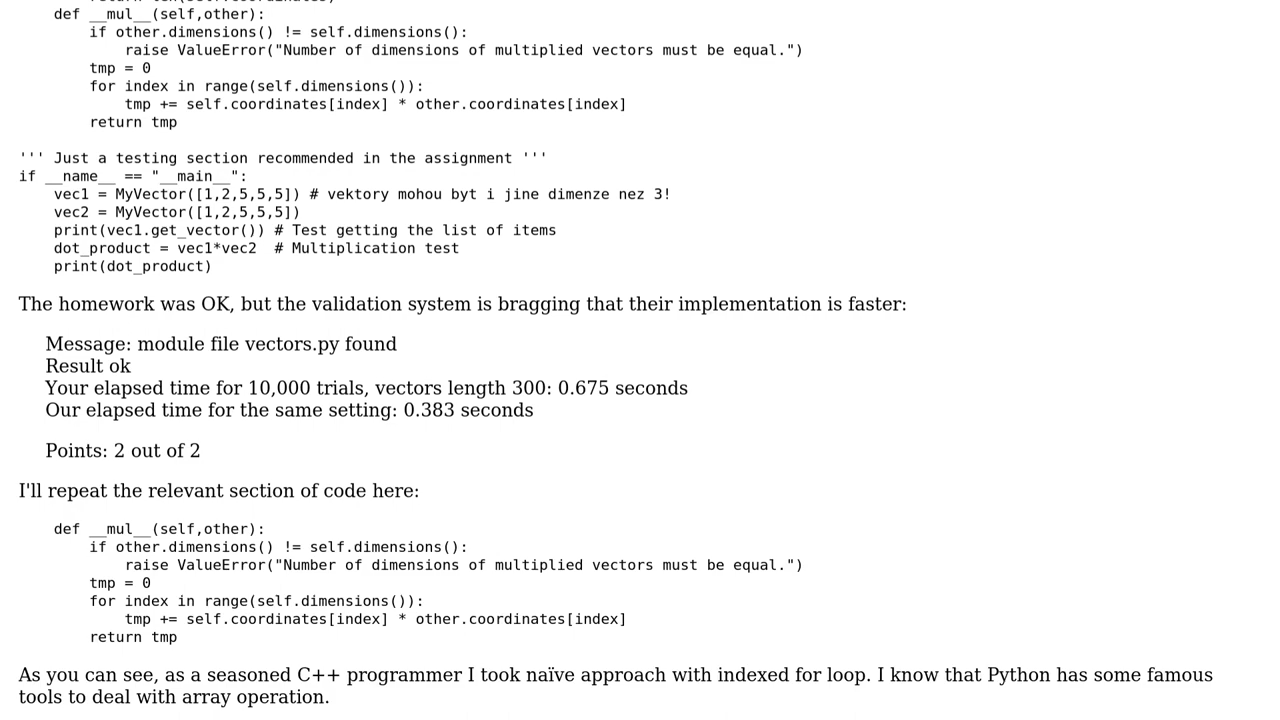 def __mul__(self,other):
        if other.dimensions() != self.dimensions():
            raise ValueError("Number of dimensions of multiplied vectors must be equal.")
        tmp = 0
        for index in range(self.dimensions()):
            tmp += self.coordinates[index] * other.coordinates[index]
        return tmp

''' Just a testing section recommended in the assignment '''
if __name__ == "__main__":
    vec1 = MyVector([1,2,5,5,5]) # vektory mohou byt i jine dimenze nez 3!
    vec2 = MyVector([1,2,5,5,5])
    print(vec1.get_vector()) # Test getting the list of items
    dot_product = vec1*vec2  # Multiplication test
    print(dot_product)
The homework was OK, but the validation system is bragging that their implementation is faster:
Message: module file vectors.py found
Result ok
Your elapsed time for 10,000 trials, vectors length 300: 0.675 seconds
Our elapsed time for the same setting: 0.383 seconds
Points: 2 out of 2
I'll repeat the relevant section of code here:
    def __mul__(self,other):
        if other.dimensions() != self.dimensions():
            raise ValueError("Number of dimensions of multiplied vectors must be equal.")
        tmp = 0
        for index in range(self.dimensions()):
            tmp += self.coordinates[index] * other.coordinates[index]
        return tmp
As you can see, as a seasoned C++ programmer I took naïve approach with indexed for loop. I know that Python has some famous
tools to deal with array operation.